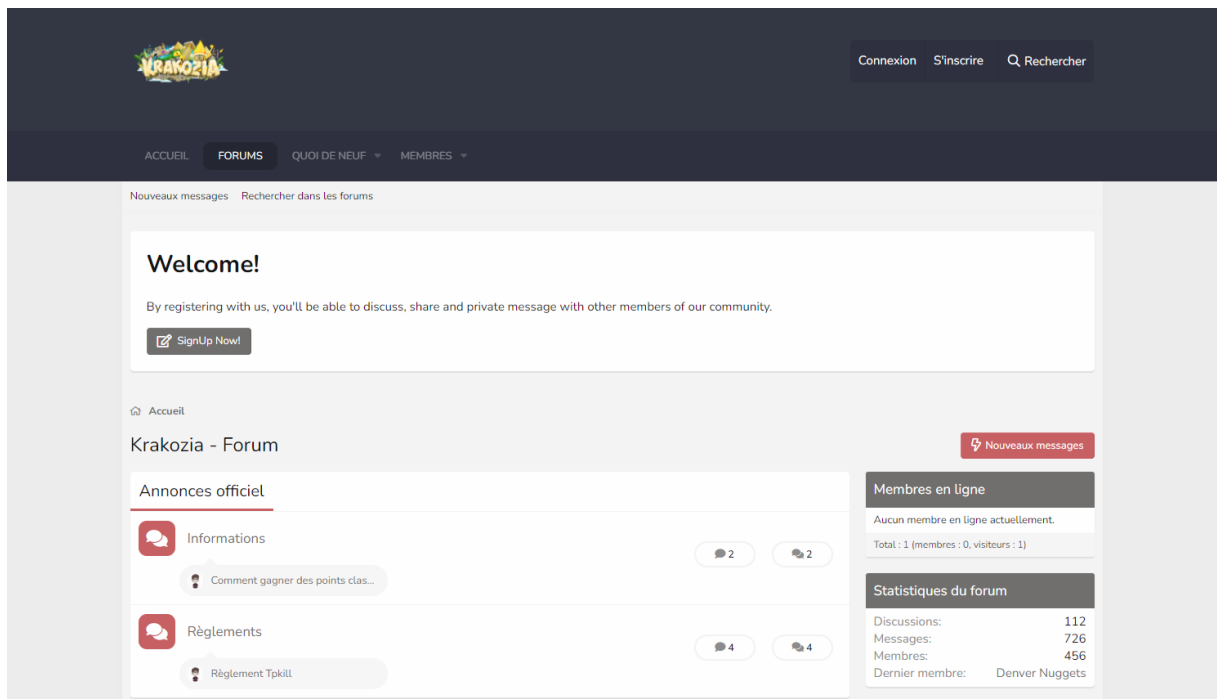 KRAKOZIA
Connexion S'inscrire Rechercher
ACCUEIL FORUMS QUOI DE NEUF MEMBRES
Nouveaux messages Rechercher dans les forums
Welcome!
By registering with us, you'll be able to discuss, share and private message with other members of our community.
SignUp Now!
Accueil
Krakozia - Forum
Nouveaux messages
Annonces officiel
Informations
2 2
Comment gagner des points clas...
Règlements
4 4
Règlement Tpkill
Membres en ligne
Aucun membre en ligne actuellement.
Total : 1 (membres : 0, visiteurs : 1)
Statistiques du forum
Discussions: 112
Messages: 726
Membres: 456
Dernier membre: Denver Nuggets